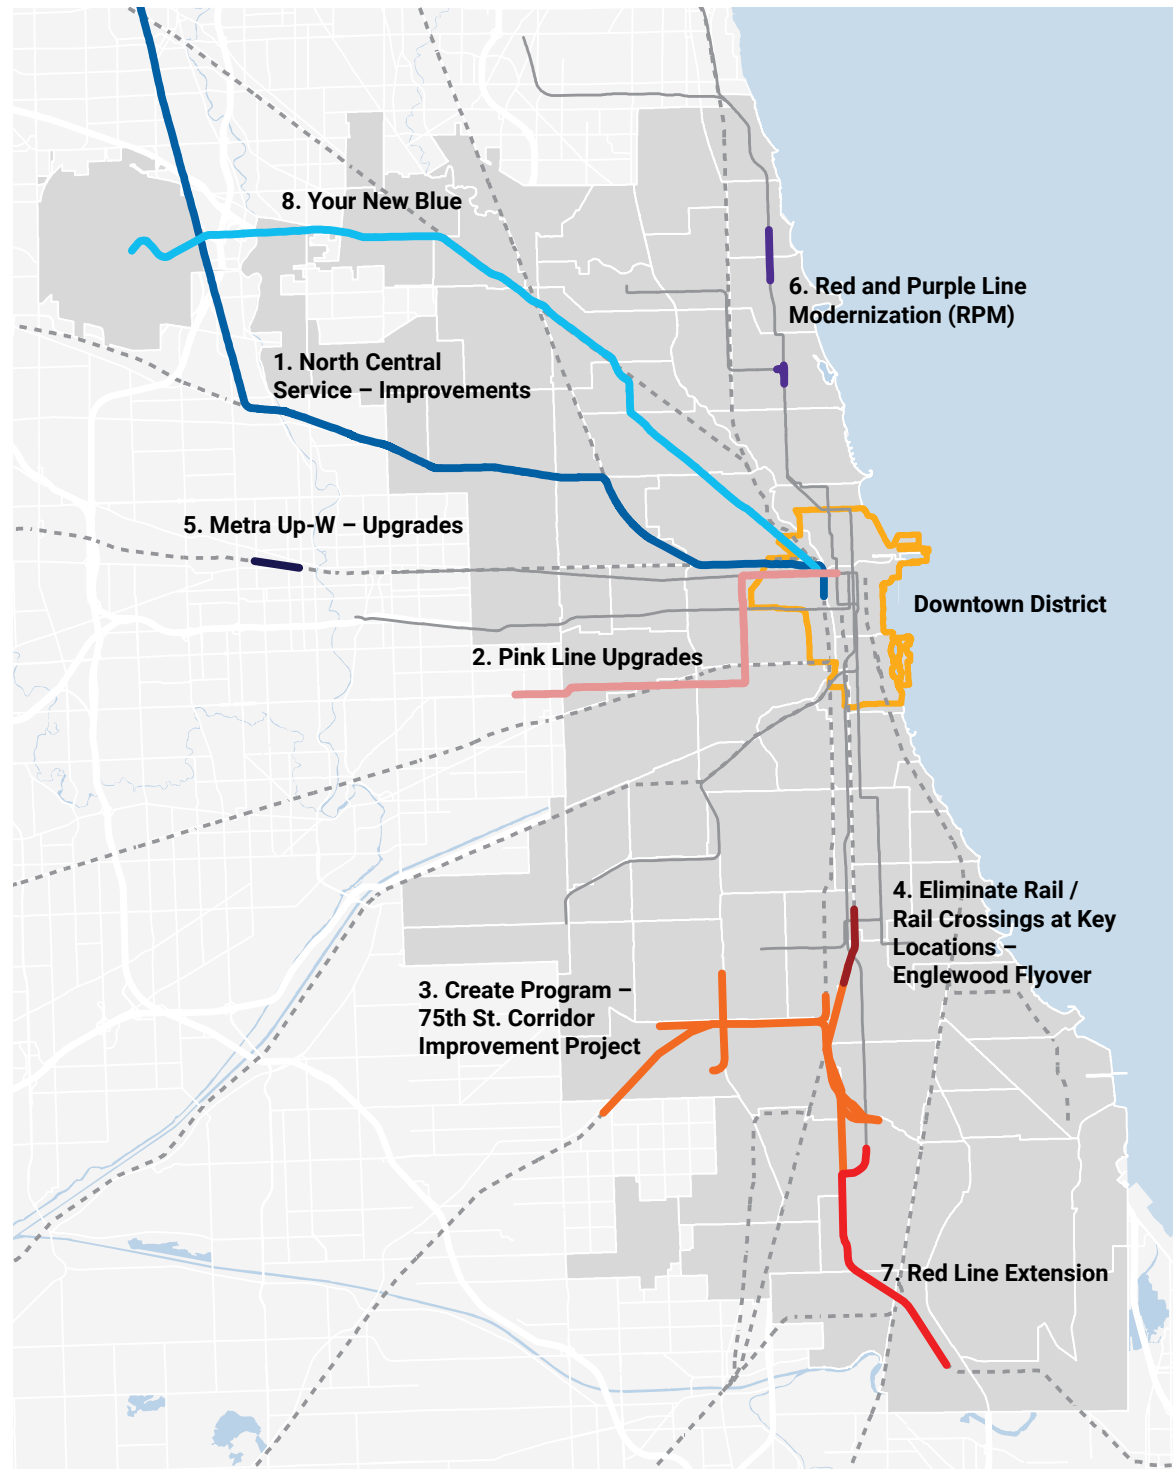 8. Your New Blue
6. Red and Purple Line
Modernization (RPM)
1. North Central
Service – Improvements
5. Metra Up-W – Upgrades
Downtown District
2. Pink Line Upgrades
4. Eliminate Rail /
Rail Crossings at Key
Locations –
Englewood Flyover
3. Create Program –
75th St. Corridor
Improvement Project
7. Red Line Extension